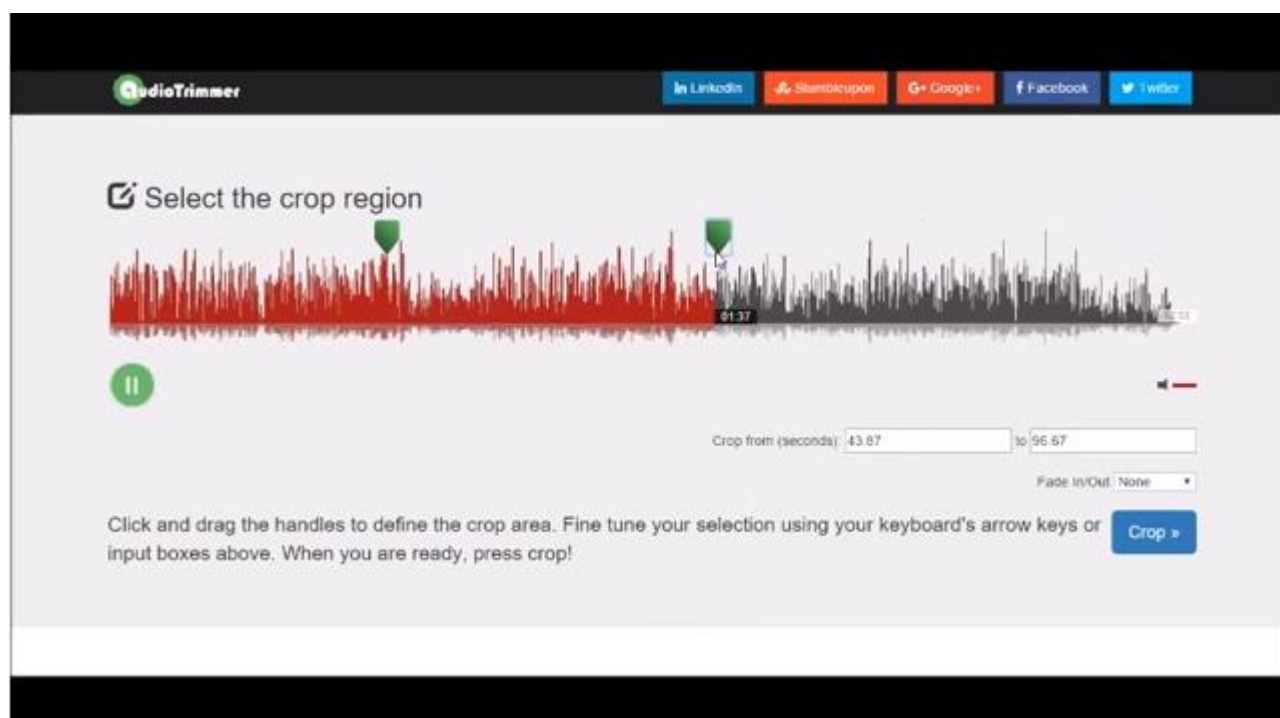 audioTrimmer
in LinkedIn
Stumbleupon
G+ Google+
f Facebook
Twitter
Select the crop region
01:37
Crop from (seconds): 43.87 to 96.67
Fade In/Out None
Click and drag the handles to define the crop area. Fine tune your selection using your keyboard's arrow keys or
input boxes above. When you are ready, press crop!
Crop »